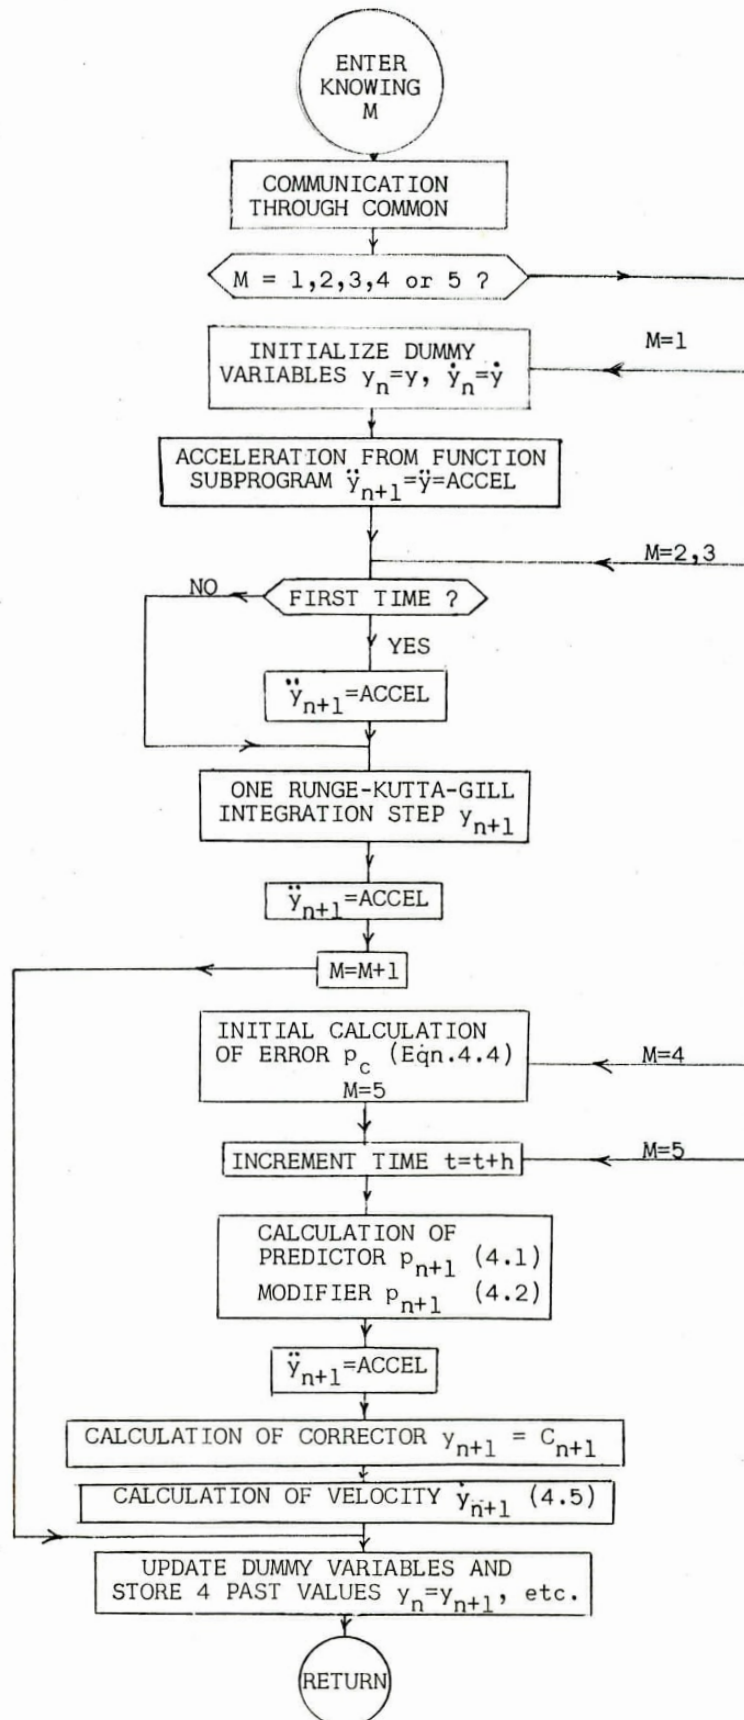 ENTER
KNOWING
M
COMMUNICATION
THROUGH COMMON
M = 1,2,3,4 or 5 ?
M=1
INITIALIZE DUMMY
VARIABLES yₙ=y, ẏₙ=ẏ
ACCELERATION FROM FUNCTION
SUBPROGRAM ÿₙ₊₁=ÿ=ACCEL
M=2,3
NO
FIRST TIME ?
YES
ÿₙ₊₁=ACCEL
ONE RUNGE-KUTTA-GILL
INTEGRATION STEP yₙ₊₁
ÿₙ₊₁=ACCEL
M=M+1
INITIAL CALCULATION
OF ERROR p_c (Eqn.4.4)
M=5
M=4
INCREMENT TIME t=t+h
M=5
CALCULATION OF
PREDICTOR pₙ₊₁ (4.1)
MODIFIER pₙ₊₁ (4.2)
ÿₙ₊₁=ACCEL
CALCULATION OF CORRECTOR yₙ₊₁ = Cₙ₊₁
CALCULATION OF VELOCITY ẏₙ₊₁ (4.5)
UPDATE DUMMY VARIABLES AND
STORE 4 PAST VALUES yₙ=yₙ₊₁, etc.
RETURN